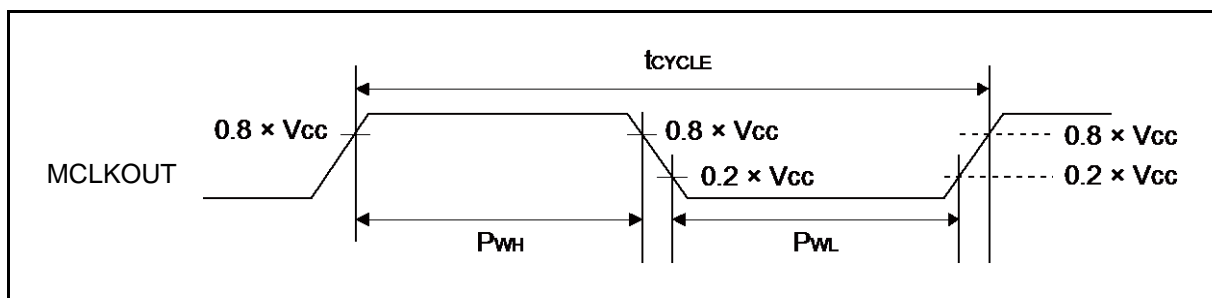 tCYCLE
0.8 × Vcc
0.8 × Vcc
0.8 × Vcc
MCLKOUT
0.2 × Vcc
0.2 × Vcc
PWH
PWL